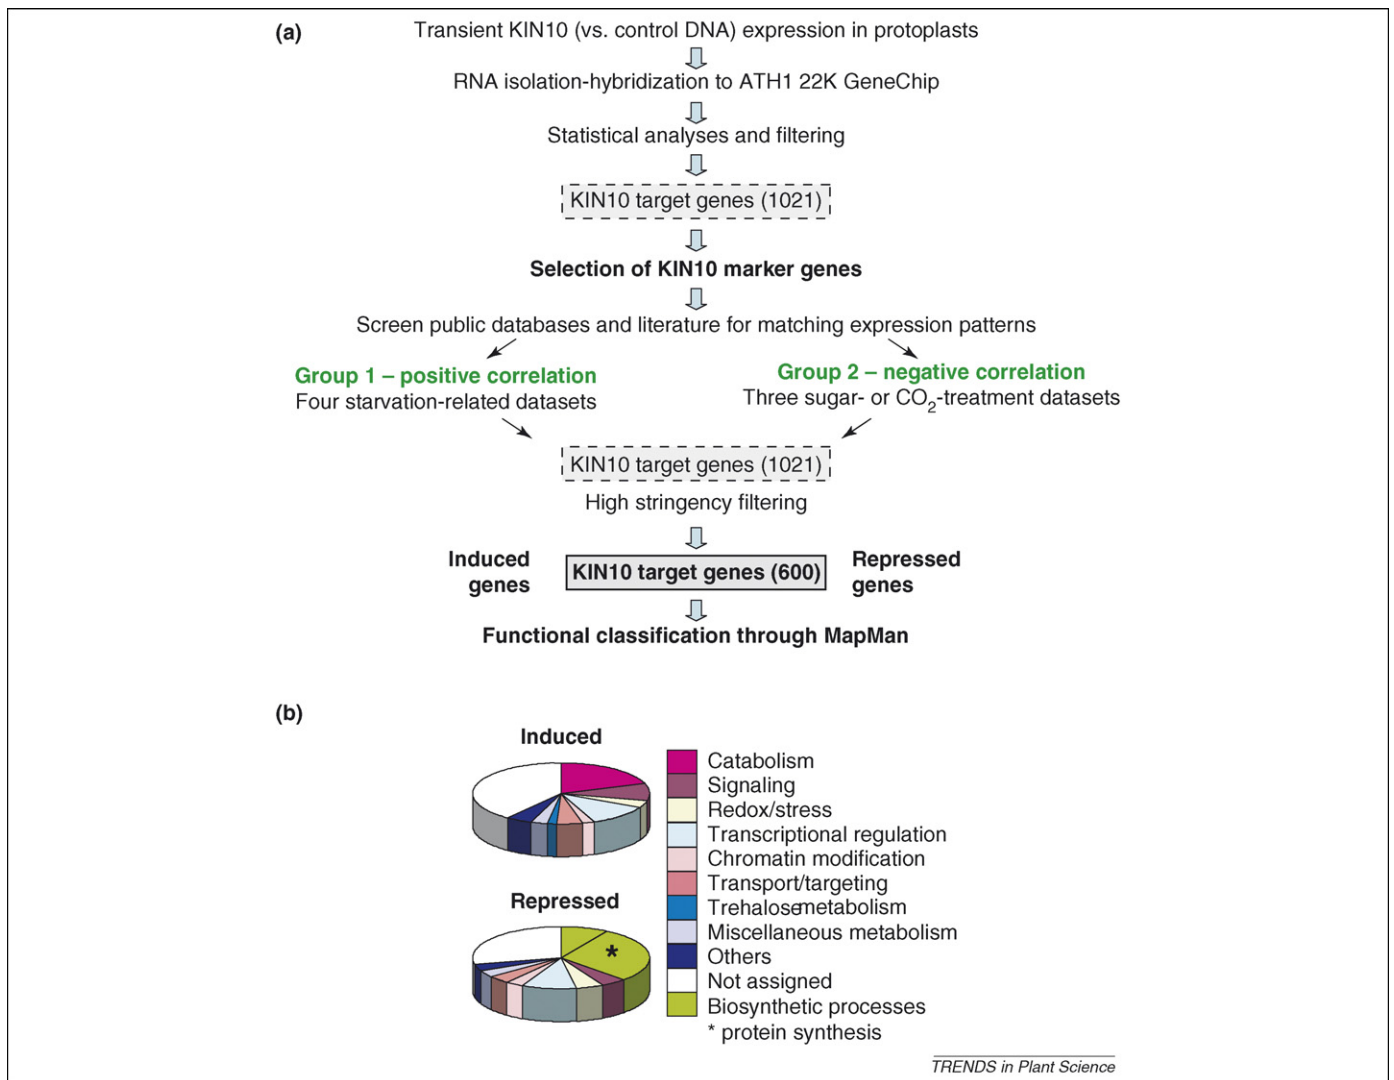 (a)
Transient KIN10 (vs. control DNA) expression in protoplasts
RNA isolation-hybridization to ATH1 22K GeneChip
Statistical analyses and filtering
KIN10 target genes (1021)
Selection of KIN10 marker genes
Screen public databases and literature for matching expression patterns
Group 1 – positive correlation
Four starvation-related datasets
Group 2 – negative correlation
Three sugar- or CO₂-treatment datasets
KIN10 target genes (1021)
High stringency filtering
Induced
genes
KIN10 target genes (600)
Repressed
genes
Functional classification through MapMan
(b)
Induced
Repressed
*
Catabolism
Signaling
Redox/stress
Transcriptional regulation
Chromatin modification
Transport/targeting
Trehalose metabolism
Miscellaneous metabolism
Others
Not assigned
Biosynthetic processes
* protein synthesis
TRENDS in Plant Science